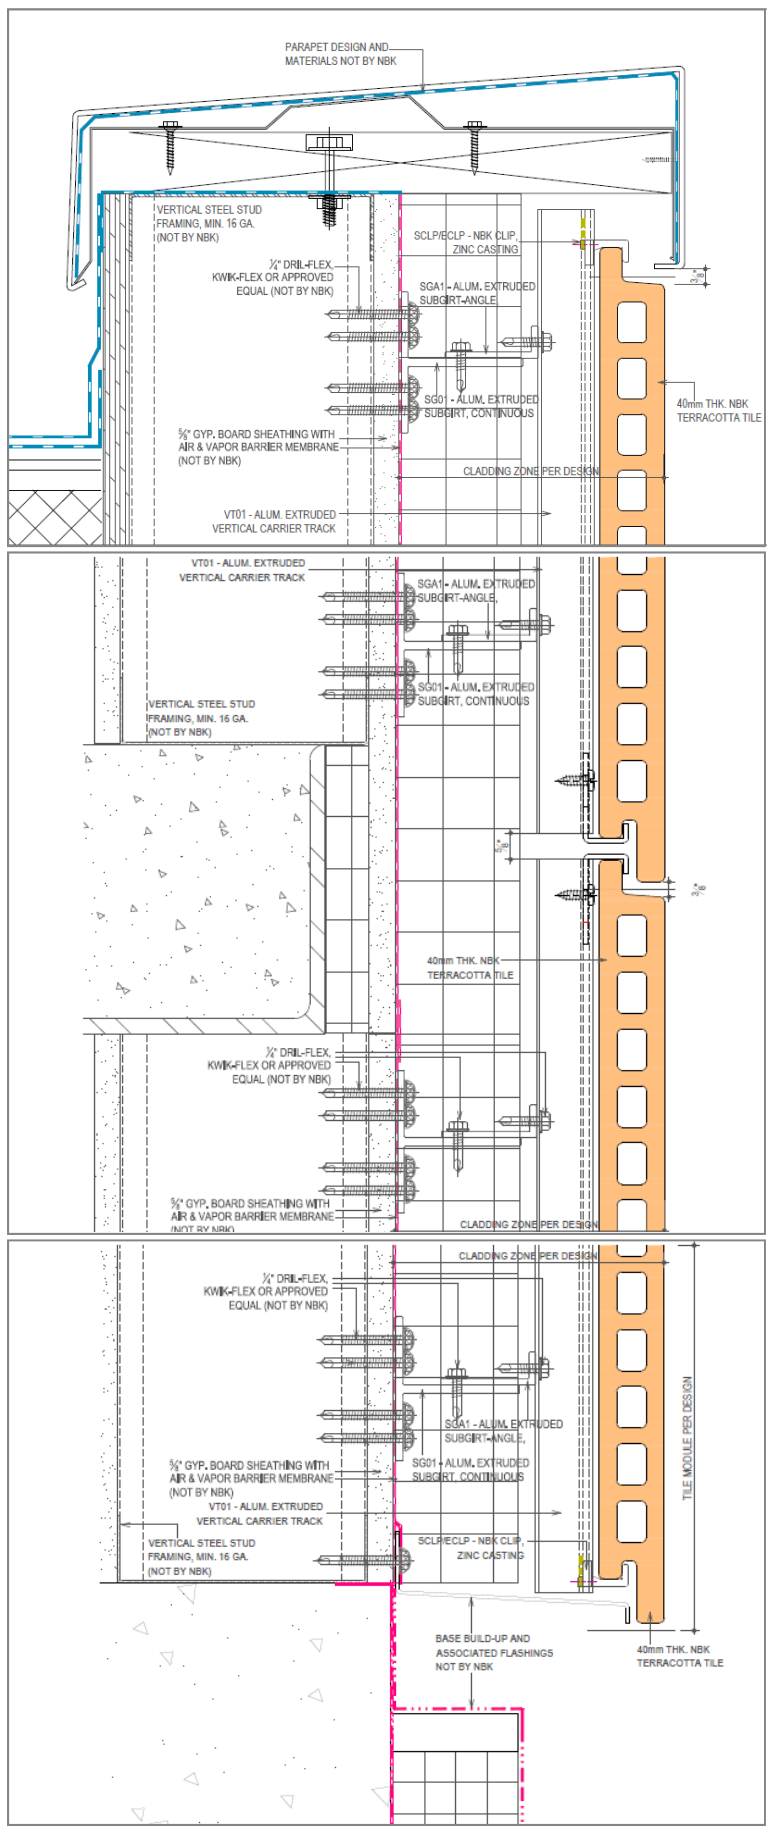 PARAPET DESIGN AND
MATERIALS NOT BY NBK
VERTICAL STEEL STUD
FRAMING, MIN. 16 GA.
(NOT BY NBK)
SCLP/ECLP - NBK CLIP,
ZINC CASTING
¼" DRIL-FLEX,
KWIK-FLEX OR APPROVED
EQUAL (NOT BY NBK)
SGA1 - ALUM. EXTRUDED
SUBGIRT-ANGLE
3/8"
SG01 - ALUM. EXTRUDED
SUBGIRT, CONTINUOUS
40mm THK. NBK
TERRACOTTA TILE
⅝" GYP. BOARD SHEATHING WITH
AIR & VAPOR BARRIER MEMBRANE
(NOT BY NBK)
CLADDING ZONE PER DESIGN
VT01 - ALUM. EXTRUDED
VERTICAL CARRIER TRACK
VT01 - ALUM. EXTRUDED
VERTICAL CARRIER TRACK
SGA1 - ALUM. EXTRUDED
SUBGIRT-ANGLE,
SG01 - ALUM. EXTRUDED
SUBGIRT, CONTINUOUS
VERTICAL STEEL STUD
FRAMING, MIN. 16 GA.
(NOT BY NBK)
5/8"
3/8"
40mm THK. NBK
TERRACOTTA TILE
¼" DRIL-FLEX,
KWIK-FLEX OR APPROVED
EQUAL (NOT BY NBK)
⅝" GYP. BOARD SHEATHING WITH
AIR & VAPOR BARRIER MEMBRANE
(NOT BY NBK)
CLADDING ZONE PER DESIGN
CLADDING ZONE PER DESIGN
¼" DRIL-FLEX,
KWIK-FLEX OR APPROVED
EQUAL (NOT BY NBK)
TILE MODULE PER DESIGN
SGA1 - ALUM. EXTRUDED
SUBGIRT-ANGLE,
SG01 - ALUM. EXTRUDED
SUBGIRT, CONTINUOUS
⅝" GYP. BOARD SHEATHING WITH
AIR & VAPOR BARRIER MEMBRANE
(NOT BY NBK)
VT01 - ALUM. EXTRUDED
VERTICAL CARRIER TRACK
VERTICAL STEEL STUD
FRAMING, MIN. 16 GA.
(NOT BY NBK)
SCLP/ECLP - NBK CLIP,
ZINC CASTING
BASE BUILD-UP AND
ASSOCIATED FLASHINGS
NOT BY NBK
40mm THK. NBK
TERRACOTTA TILE